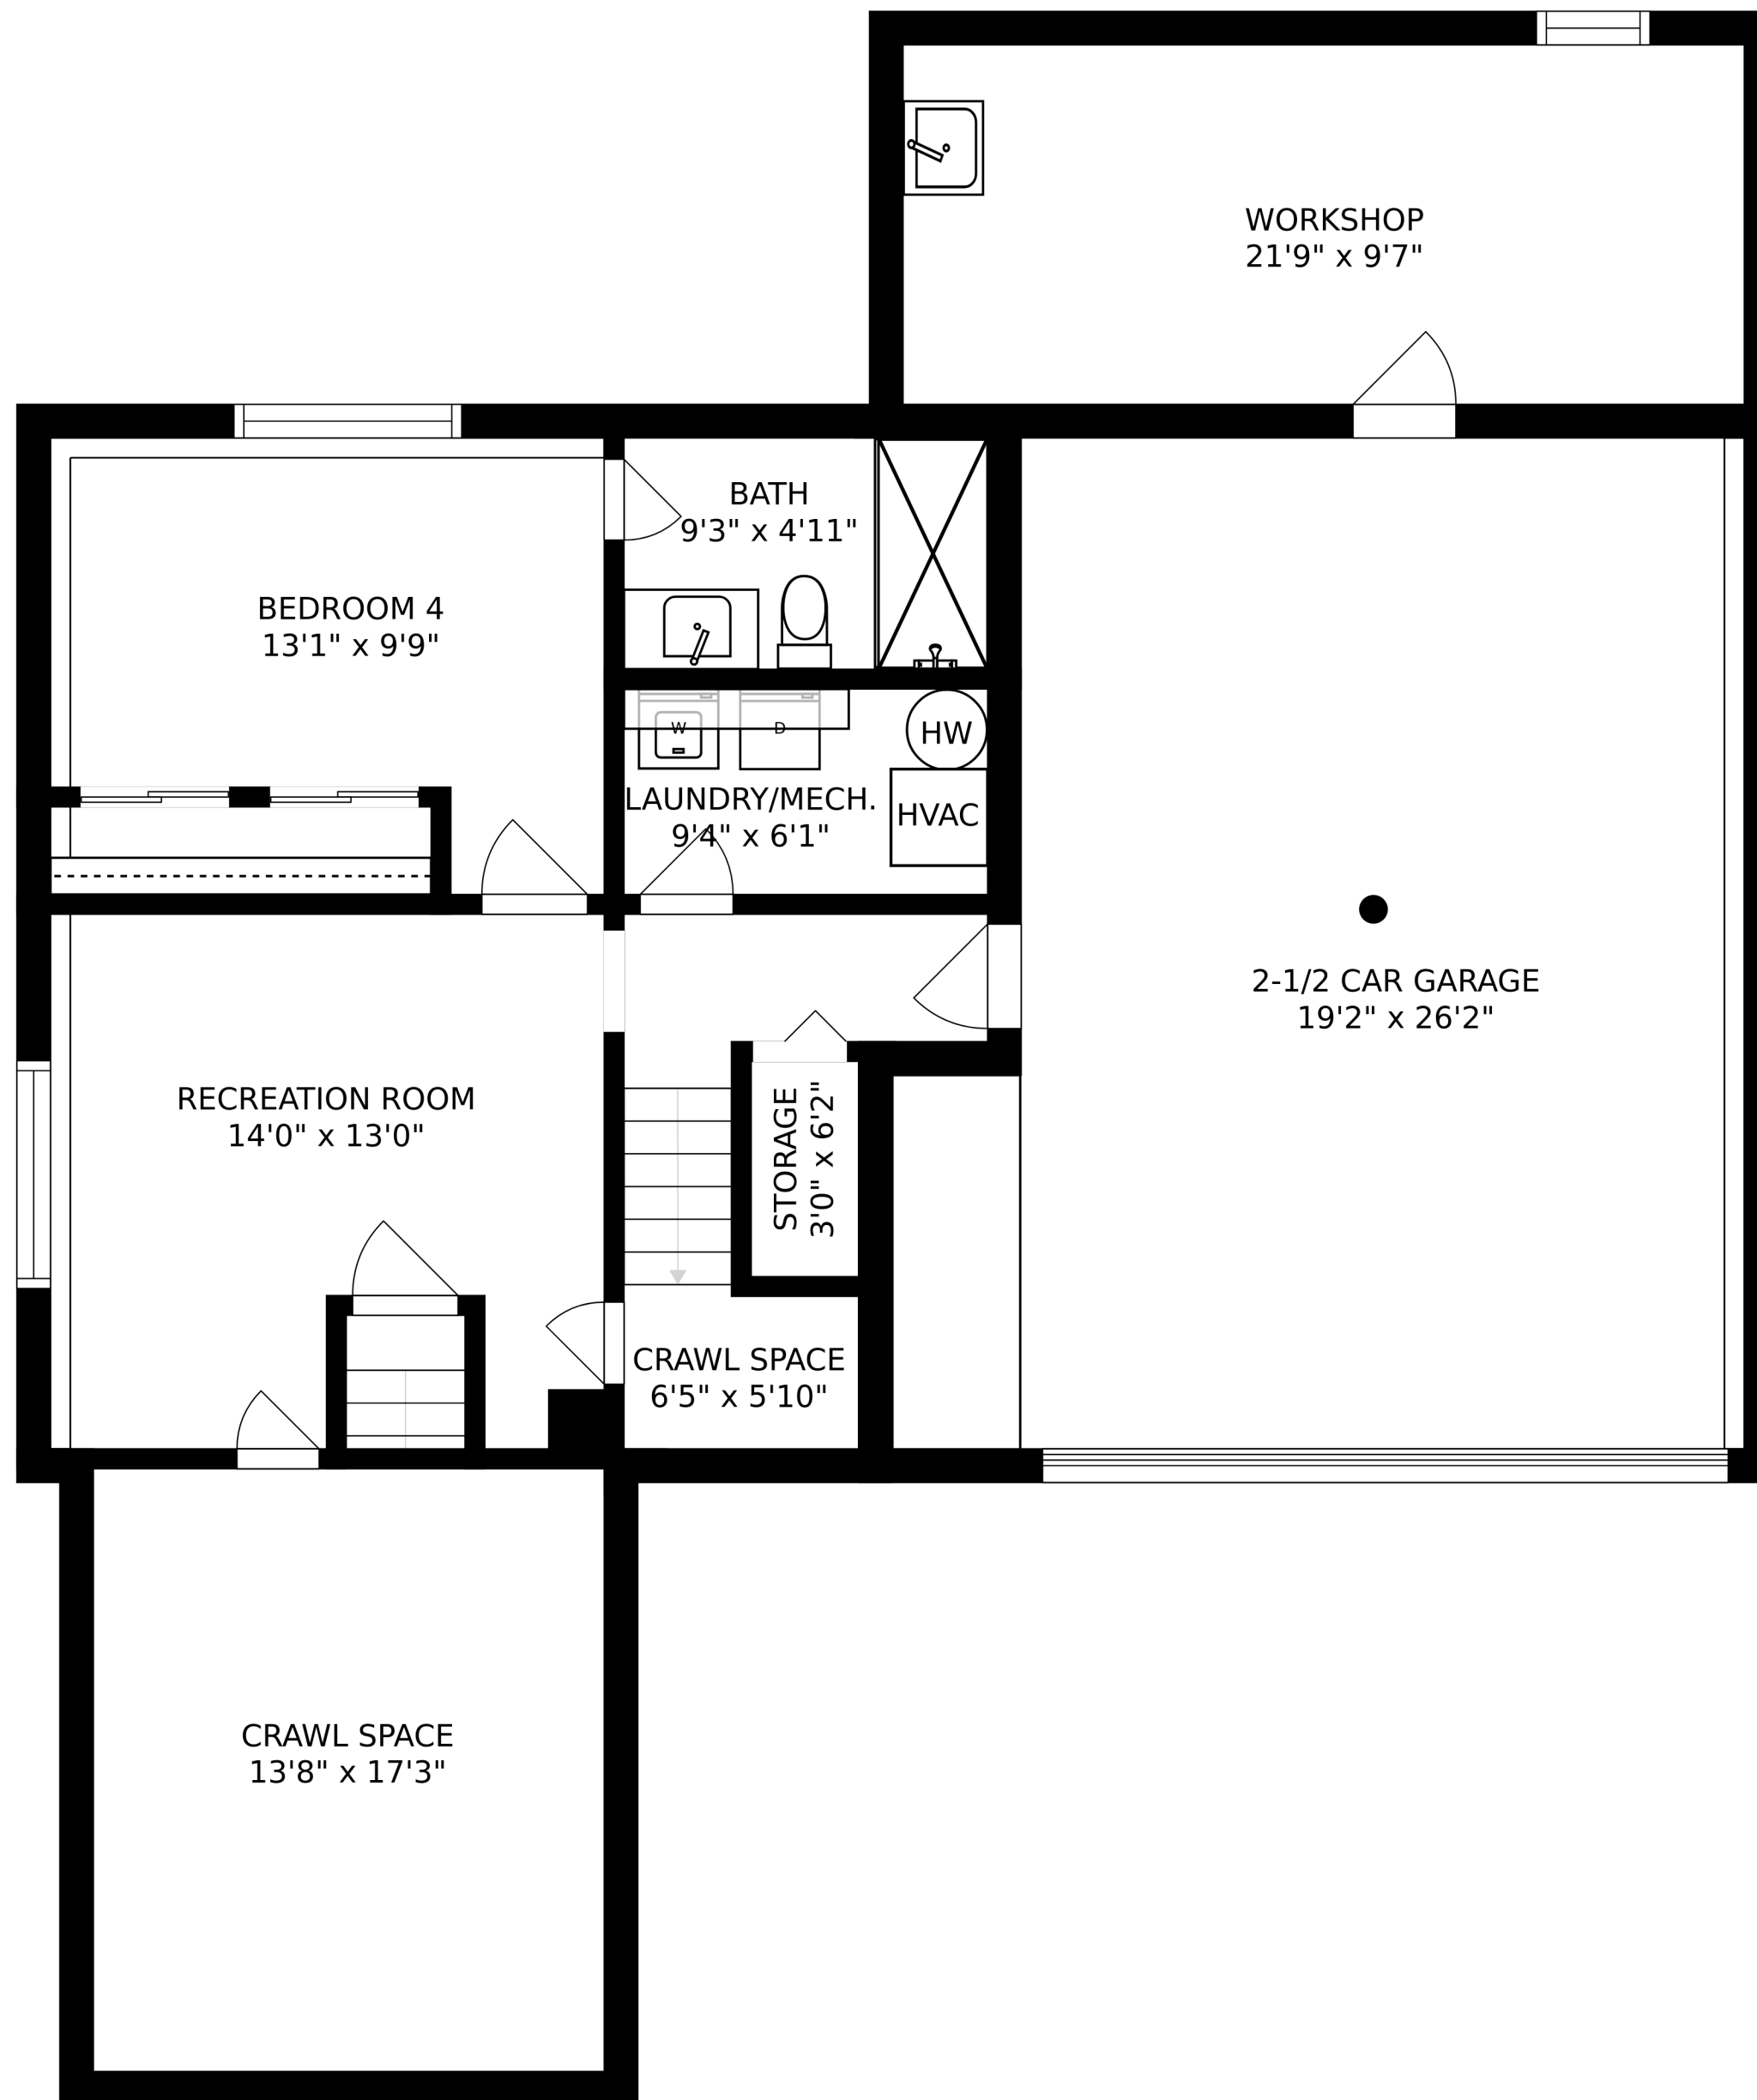 WORKSHOP
21'9" x 9'7"
BATH
9'3" x 4'11"
BEDROOM 4
13'1" x 9'9"
W
D
HW
LAUNDRY/MECH.
9'4" x 6'1"
HVAC
2-1/2 CAR GARAGE
19'2" x 26'2"
RECREATION ROOM
14'0" x 13'0"
STORAGE
3'0" x 6'2"
CRAWL SPACE
6'5" x 5'10"
CRAWL SPACE
13'8" x 17'3"